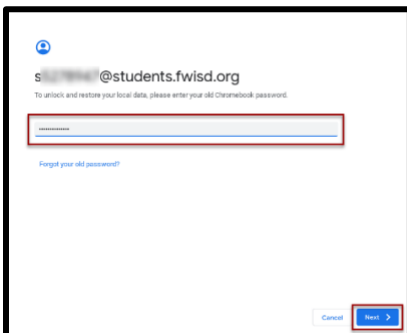 @students.fwisd.org
To unlock and restore your local data, please enter your old Chromebook password.
Forgot your old password?
Cancel
Next